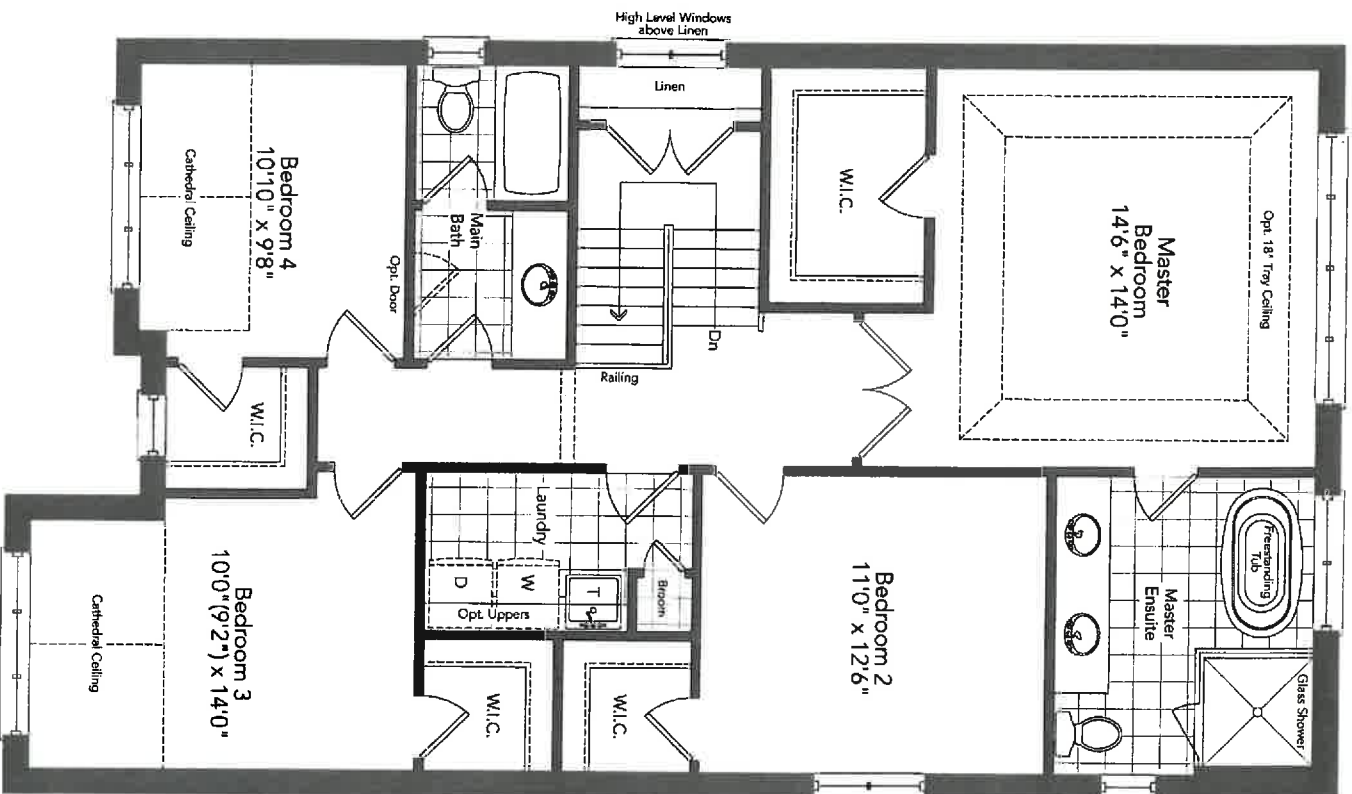 High Level Windows
above Linen
Linen
W.I.C.
Opt. 18" Tray Ceiling
Master
Bedroom
14'6" x 14'0"
Bedroom 4
10'10" x 9'8"
Cathedral Ceiling
Main
Bath
Opt. Door
Dn
Railing
W.I.C.
Laundry
D
W
T
Opt. Uppers
Broom
Bedroom 2
11'0" x 12'6"
Master
Ensuite
Freestanding
Tub
Glass Shower
Bedroom 3
10'0"(9'2") x 14'0"
Cathedral Ceiling
W.I.C.
W.I.C.